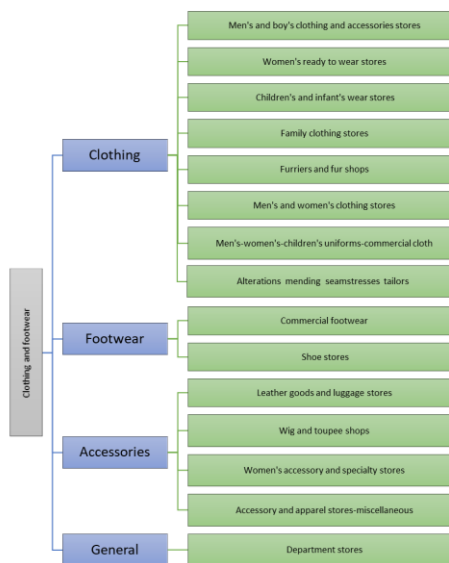 Clothing and footwear
Clothing
Men's and boy's clothing and accessories stores
Women's ready to wear stores
Children's and infant's wear stores
Family clothing stores
Furriers and fur shops
Men's and women's clothing stores
Men's-women's-children's uniforms-commercial cloth
Alterations mending seamstresses tailors
Footwear
Commercial footwear
Shoe stores
Accessories
Leather goods and luggage stores
Wig and toupee shops
Women's accessory and specialty stores
Accessory and apparel stores-miscellaneous
General
Department stores